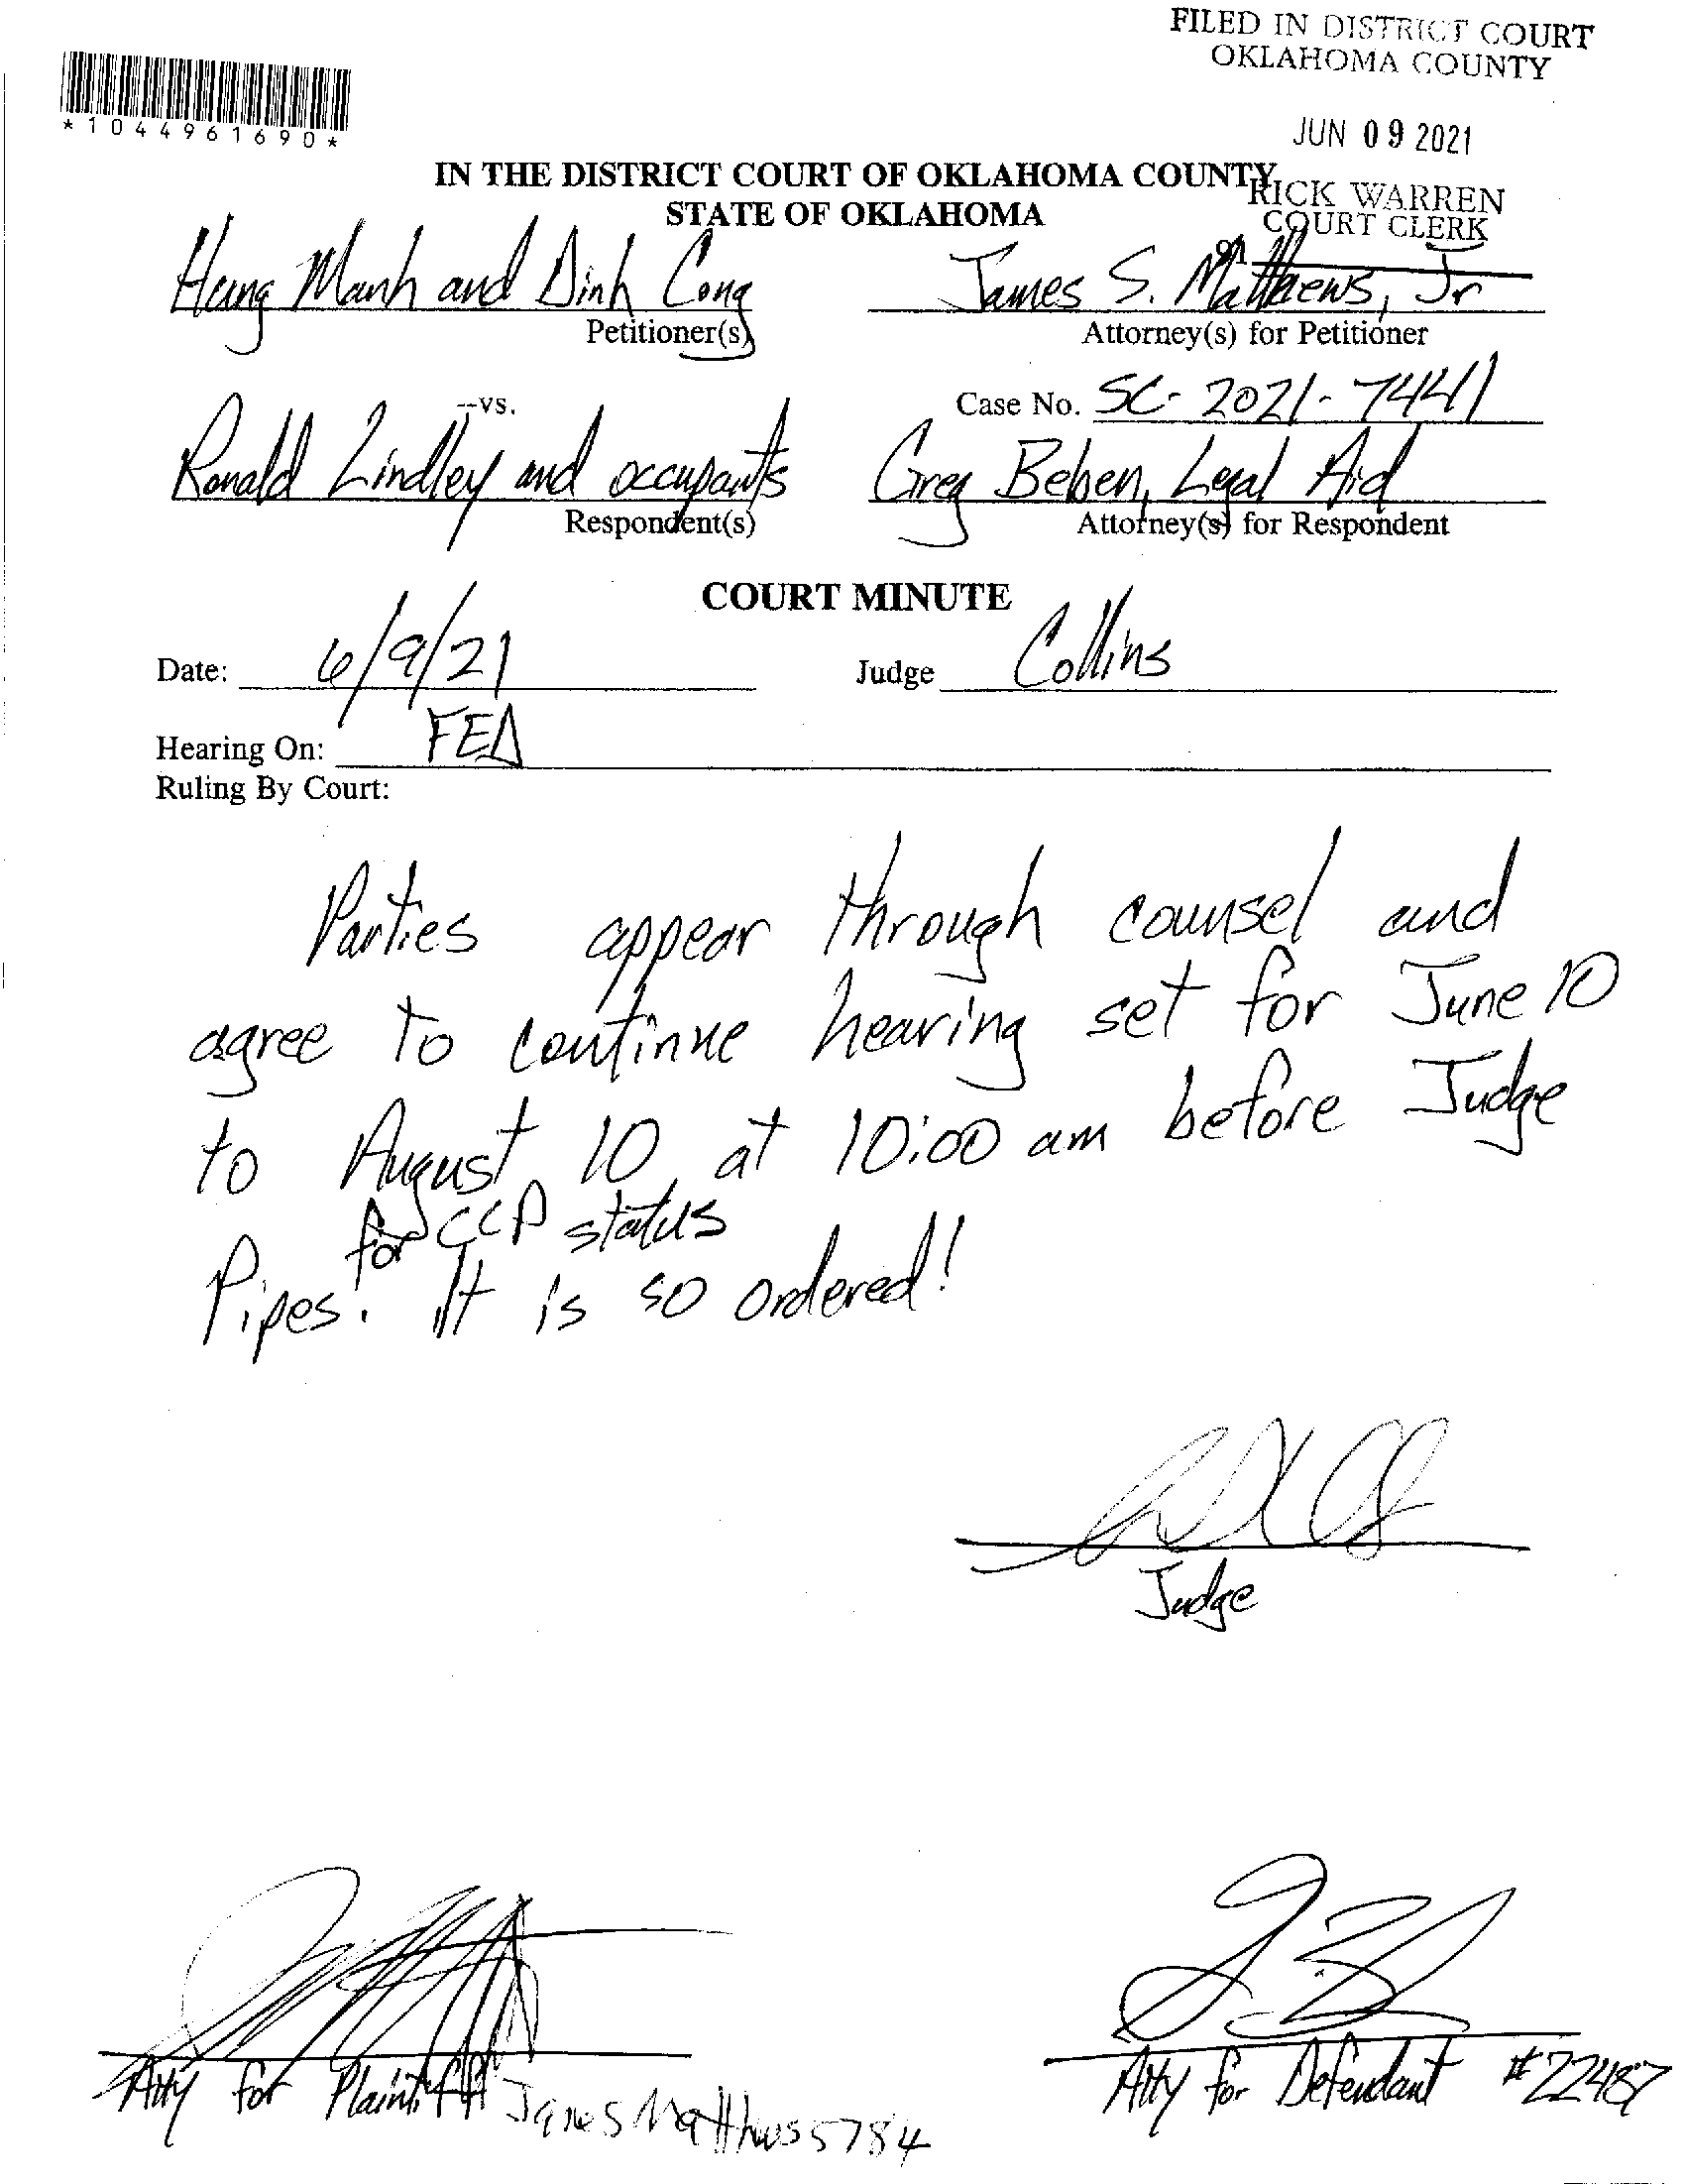 FILED IN DISTRICT COURT
OKLAHOMA COUNTY
*1044961690*
JUN 09 2021
IN THE DISTRICT COURT OF OKLAHOMA COUNTY
RICK WARREN
STATE OF OKLAHOMA
COURT CLERK
Hung Manh and Dinh Cong
James S. Matthews, Jr
Petitioner(s)
Attorney(s) for Petitioner
--vs.
Case No. SC-2021-7441
Ronald Lindley and occupants
Greg Beben, Legal Aid
Respondent(s)
Attorney(s) for Respondent
COURT MINUTE
Date: 6/9/21
Judge Collins
Hearing On: FED
Ruling By Court:
Parties appear through counsel and
agree to continue hearing set for June 10
to August 10 at 10:00 am before Judge
for CCP status
Pipes. It is so ordered!
Judge
Atty for Plaintiff James Matthws 5784
Atty for Defendant #22487